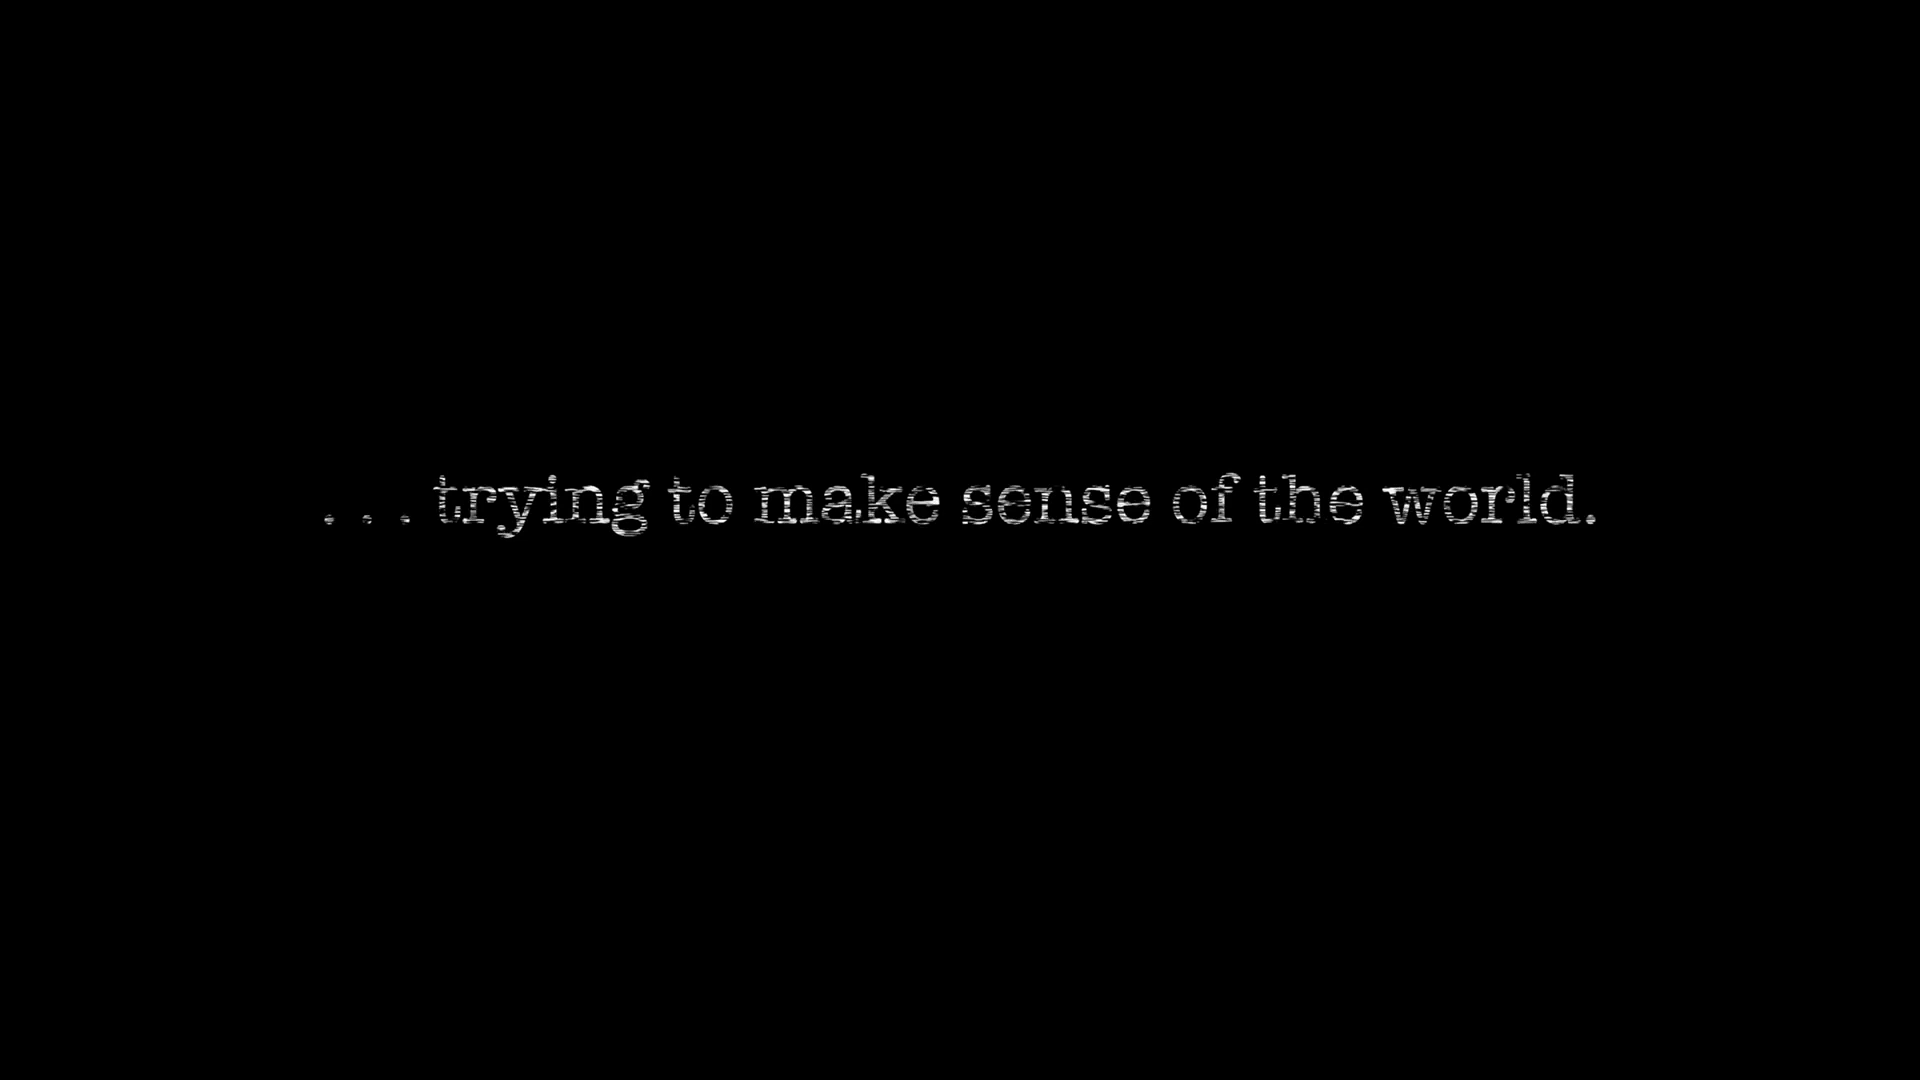 . . . trying to make sense of the world.